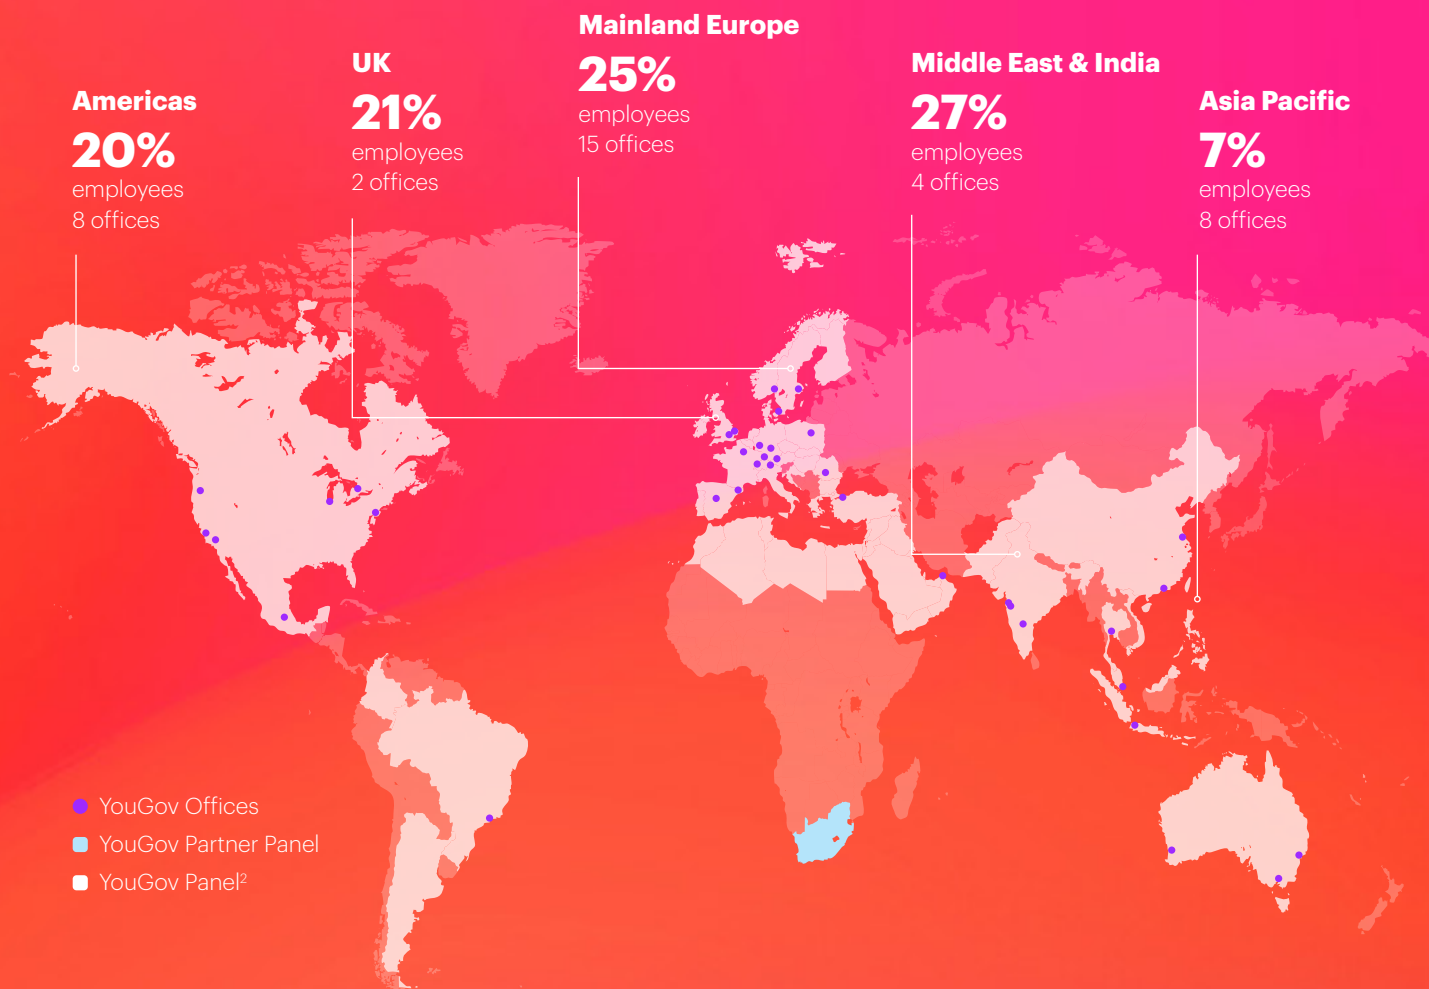 Americas
20%
employees
8 offices
UK
21%
employees
2 offices
Mainland Europe
25%
employees
15 offices
Middle East & India
27%
employees
4 offices
Asia Pacific
7%
employees
8 offices
YouGov Offices
YouGov Partner Panel
YouGov Panel²